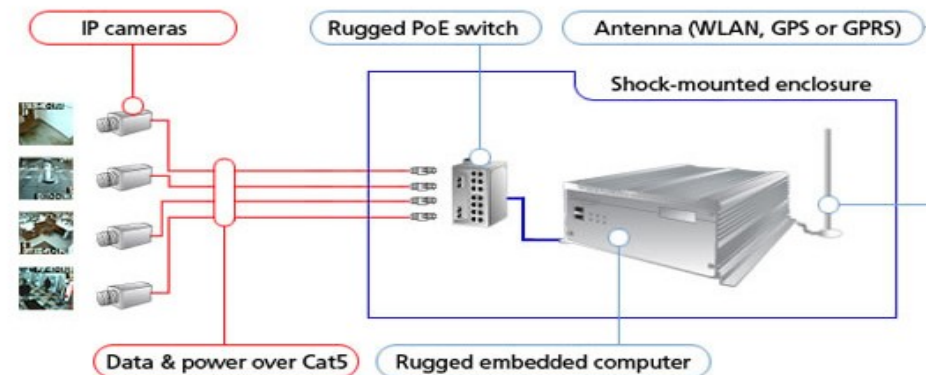 IP cameras
Rugged PoE switch
Antenna (WLAN, GPS or GPRS)
Shock-mounted enclosure
Data & power over Cat5
Rugged embedded computer